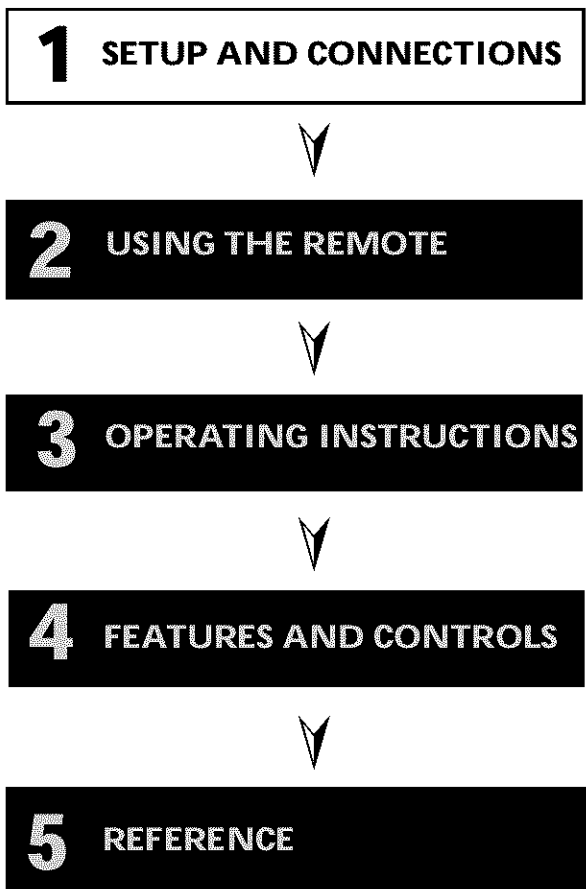 1 SETUP AND CONNECTIONS
2 USING THE REMOTE
3 OPERATING INSTRUCTIONS
4 FEATURES AND CONTROLS
5 REFERENCE